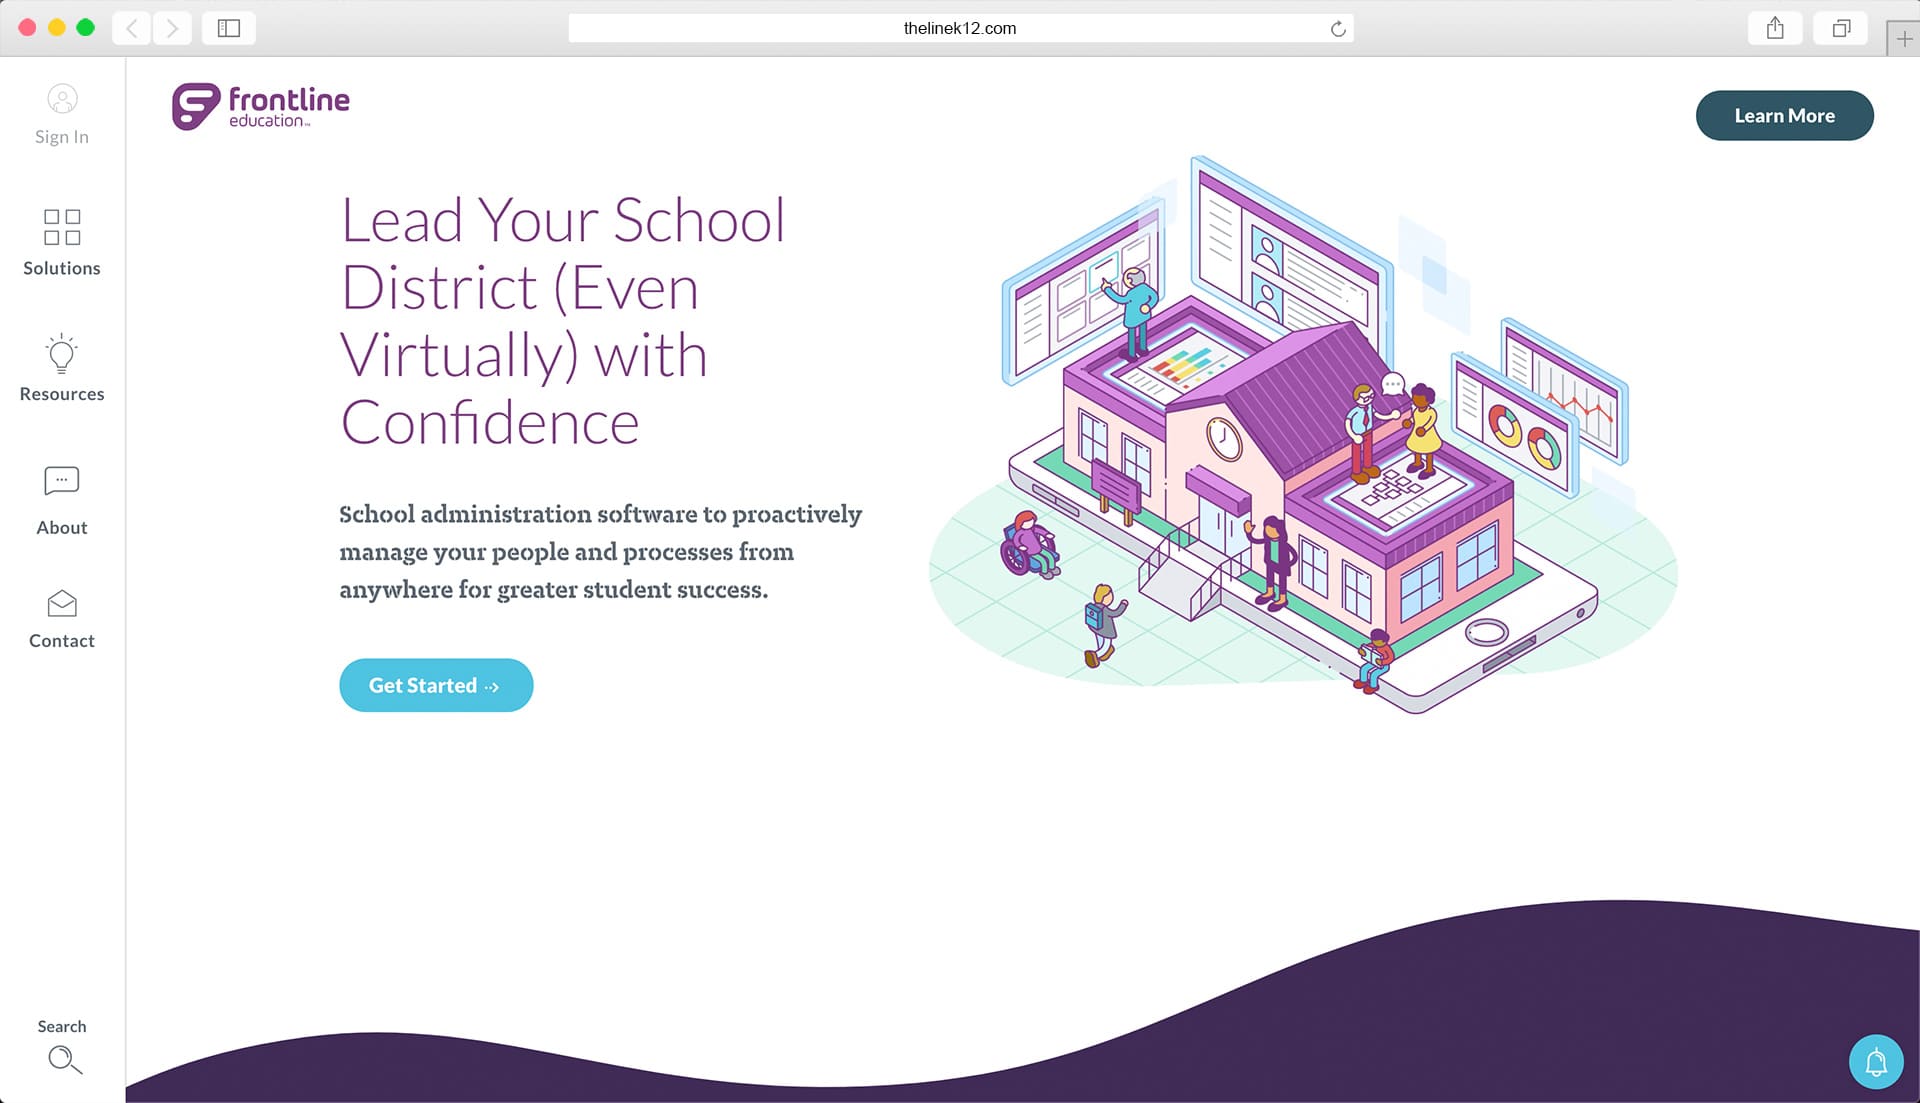 thelinek12.com
Sign In
Solutions
Resources
About
Contact
Search
frontline
education™
Learn More
Lead Your School
District (Even
Virtually) with
Confidence
School administration software to proactively
manage your people and processes from
anywhere for greater student success.
Get Started